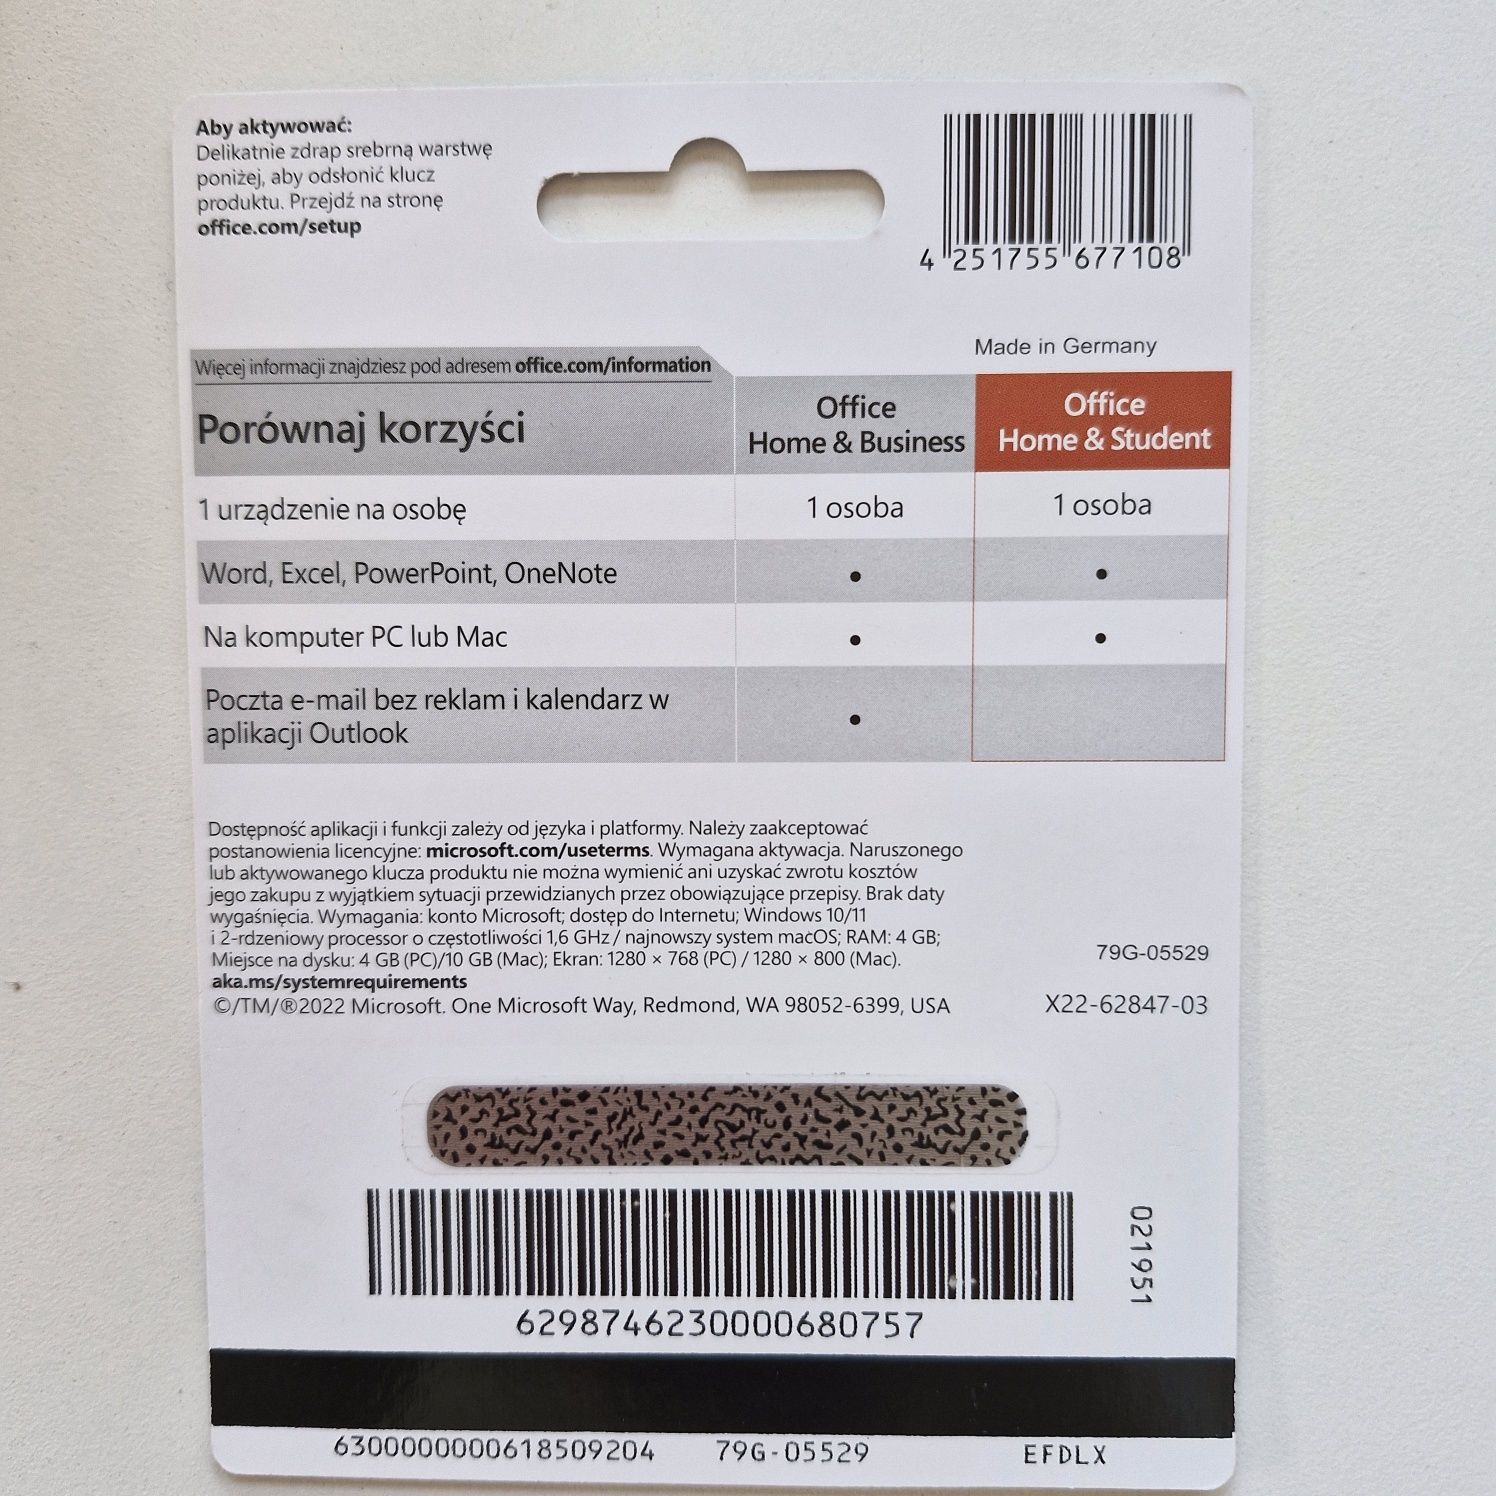 Aby aktywować:
Delikatnie zdrap srebrną warstwę
poniżej, aby odsłonić klucz
produktu. Przejdź na stronę
office.com/setup
4 251755 677108
Made in Germany
Więcej informacji znajdziesz pod adresem office.com/information
Porównaj korzyści
Office
Home & Business
Office
Home & Student
1 urządzenie na osobę
1 osoba
1 osoba
Word, Excel, PowerPoint, OneNote
•
•
Na komputer PC lub Mac
•
•
Poczta e-mail bez reklam i kalendarz w
aplikacji Outlook
•
Dostępność aplikacji i funkcji zależy od języka i platformy. Należy zaakceptować
postanowienia licencyjne: microsoft.com/useterms. Wymagana aktywacja. Naruszonego
lub aktywowanego klucza produktu nie można wymienić ani uzyskać zwrotu kosztów
jego zakupu z wyjątkiem sytuacji przewidzianych przez obowiązujące przepisy. Brak daty
wygaśnięcia. Wymagania: konto Microsoft; dostęp do Internetu; Windows 10/11
i 2-rdzeniowy processor o częstotliwości 1,6 GHz / najnowszy system macOS; RAM: 4 GB;
Miejsce na dysku: 4 GB (PC)/10 GB (Mac); Ekran: 1280 × 768 (PC) / 1280 × 800 (Mac).
aka.ms/systemrequirements
©/TM/®2022 Microsoft. One Microsoft Way, Redmond, WA 98052-6399, USA
79G-05529
X22-62847-03
021951
6298746230000680757
6300000000618509204
79G-05529
EFDLX